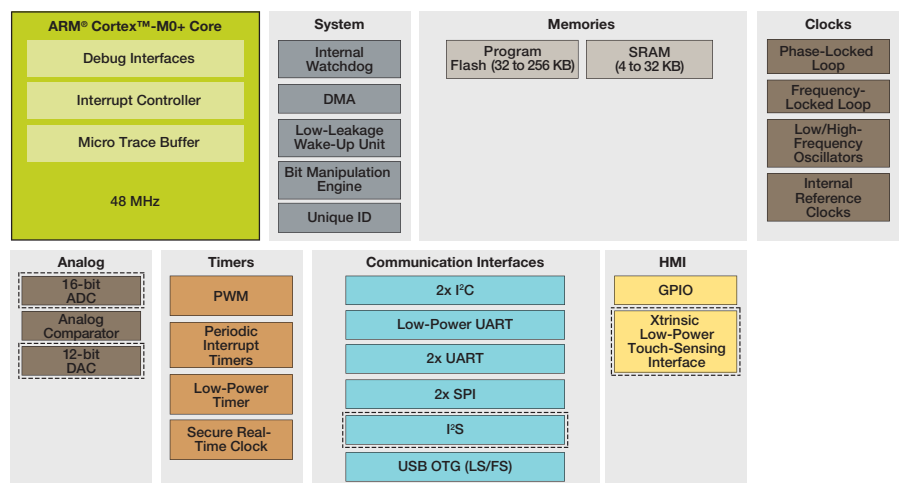 ARM® Cortex™-M0+ Core
Debug Interfaces
Interrupt Controller
Micro Trace Buffer
48 MHz
System
Internal
Watchdog
DMA
Low-Leakage
Wake-Up Unit
Bit Manipulation
Engine
Unique ID
Memories
Program
Flash (32 to 256 KB)
SRAM
(4 to 32 KB)
Clocks
Phase-Locked
Loop
Frequency-
Locked Loop
Low/High-
Frequency
Oscillators
Internal
Reference
Clocks
Analog
16-bit
ADC
Analog
Comparator
12-bit
DAC
Timers
PWM
Periodic
Interrupt
Timers
Low-Power
Timer
Secure Real-
Time Clock
Communication Interfaces
2x I²C
Low-Power UART
2x UART
2x SPI
I²S
USB OTG (LS/FS)
HMI
GPIO
Xtrinsic
Low-Power
Touch-Sensing
Interface